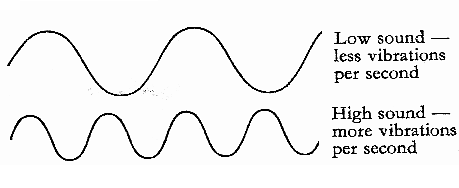 Low sound —
less vibrations
per second
High sound —
more vibrations
per second